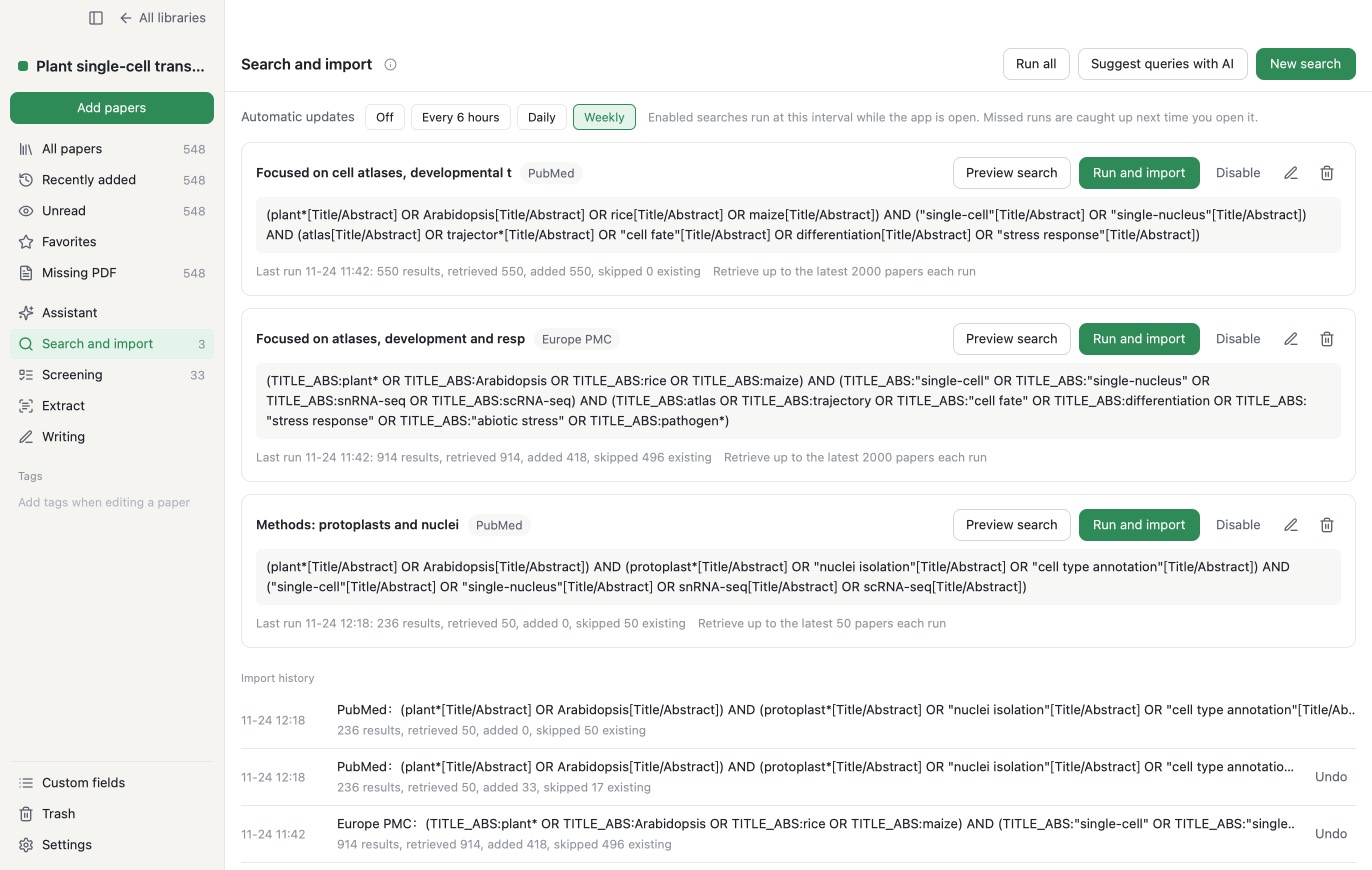 All libraries
Plant single-cell trans...
Add papers
All papers 548
Recently added 548
Unread 548
Favorites
Missing PDF 548
Assistant
Search and import 3
Screening 33
Extract
Writing
Tags
Add tags when editing a paper
Custom fields
Trash
Settings
Search and import
Run all
Suggest queries with AI
New search
Automatic updates Off Every 6 hours Daily Weekly Enabled searches run at this interval while the app is open. Missed runs are caught up next time you open it.
Focused on cell atlases, developmental t PubMed Preview search Run and import Disable
(plant*[Title/Abstract] OR Arabidopsis[Title/Abstract] OR rice[Title/Abstract] OR maize[Title/Abstract]) AND ("single-cell"[Title/Abstract] OR "single-nucleus"[Title/Abstract])
AND (atlas[Title/Abstract] OR trajector*[Title/Abstract] OR "cell fate"[Title/Abstract] OR differentiation[Title/Abstract] OR "stress response"[Title/Abstract])
Last run 11-24 11:42: 550 results, retrieved 550, added 550, skipped 0 existing Retrieve up to the latest 2000 papers each run
Focused on atlases, development and resp Europe PMC Preview search Run and import Disable
(TITLE_ABS:plant* OR TITLE_ABS:Arabidopsis OR TITLE_ABS:rice OR TITLE_ABS:maize) AND (TITLE_ABS:"single-cell" OR TITLE_ABS:"single-nucleus" OR
TITLE_ABS:snRNA-seq OR TITLE_ABS:scRNA-seq) AND (TITLE_ABS:atlas OR TITLE_ABS:trajectory OR TITLE_ABS:"cell fate" OR TITLE_ABS:differentiation OR TITLE_ABS:
"stress response" OR TITLE_ABS:"abiotic stress" OR TITLE_ABS:pathogen*)
Last run 11-24 11:42: 914 results, retrieved 914, added 418, skipped 496 existing Retrieve up to the latest 2000 papers each run
Methods: protoplasts and nuclei PubMed Preview search Run and import Disable
(plant*[Title/Abstract] OR Arabidopsis[Title/Abstract]) AND (protoplast*[Title/Abstract] OR "nuclei isolation"[Title/Abstract] OR "cell type annotation"[Title/Abstract]) AND
("single-cell"[Title/Abstract] OR "single-nucleus"[Title/Abstract] OR snRNA-seq[Title/Abstract] OR scRNA-seq[Title/Abstract])
Last run 11-24 12:18: 236 results, retrieved 50, added 0, skipped 50 existing Retrieve up to the latest 50 papers each run
Import history
11-24 12:18
PubMed：(plant*[Title/Abstract] OR Arabidopsis[Title/Abstract]) AND (protoplast*[Title/Abstract] OR "nuclei isolation"[Title/Abstract] OR "cell type annotation"[Title/Ab...
236 results, retrieved 50, added 0, skipped 50 existing
11-24 12:18
PubMed：(plant*[Title/Abstract] OR Arabidopsis[Title/Abstract]) AND (protoplast*[Title/Abstract] OR "nuclei isolation"[Title/Abstract] OR "cell type annotatio...
236 results, retrieved 50, added 33, skipped 17 existing
Undo
11-24 11:42
Europe PMC：(TITLE_ABS:plant* OR TITLE_ABS:Arabidopsis OR TITLE_ABS:rice OR TITLE_ABS:maize) AND (TITLE_ABS:"single-cell" OR TITLE_ABS:"single...
914 results, retrieved 914, added 418, skipped 496 existing
Undo